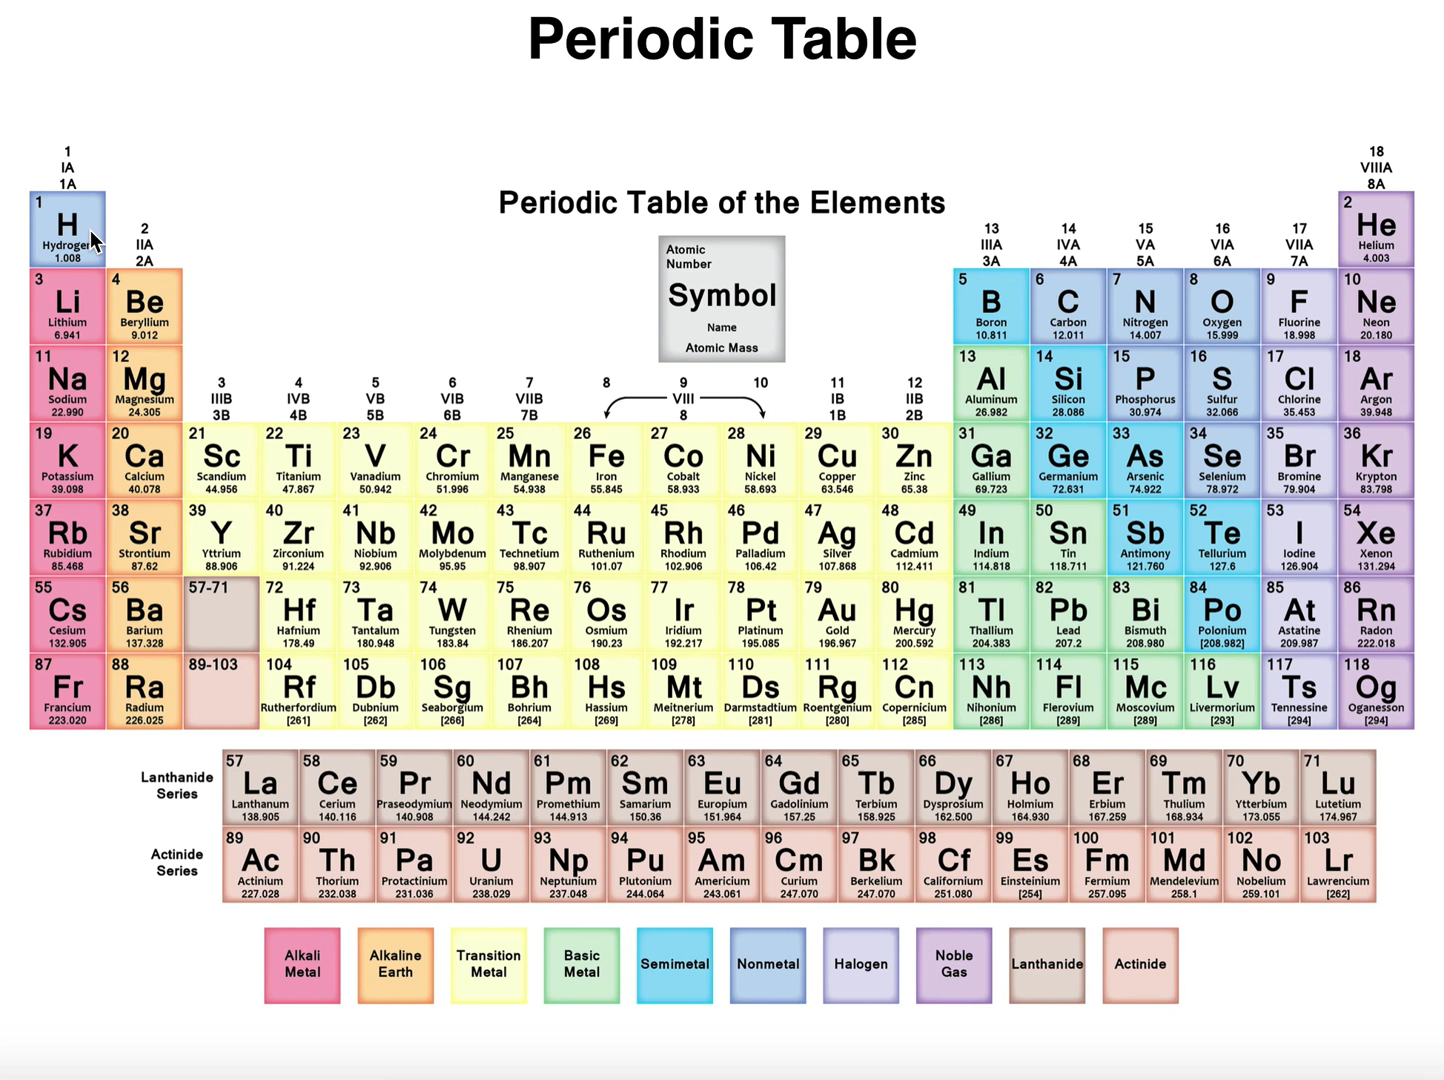 Periodic Table
1
IA
1A
18
VIIIA
8A
Periodic Table of the Elements
1
H
Hydrogen
1.008
2
IIA
2A
Atomic
Number
Symbol
Name
Atomic Mass
13
IIIA
3A
14
IVA
4A
15
VA
5A
16
VIA
6A
17
VIIA
7A
2
He
Helium
4.003
3
Li
Lithium
6.941
4
Be
Beryllium
9.012
5
B
Boron
10.811
6
C
Carbon
12.011
7
N
Nitrogen
14.007
8
O
Oxygen
15.999
9
F
Fluorine
18.998
10
Ne
Neon
20.180
11
Na
Sodium
22.990
12
Mg
Magnesium
24.305
3
IIIB
3B
4
IVB
4B
5
VB
5B
6
VIB
6B
7
VIIB
7B
8
9
10
VIII
8
11
IB
1B
12
IIB
2B
13
Al
Aluminum
26.982
14
Si
Silicon
28.086
15
P
Phosphorus
30.974
16
S
Sulfur
32.066
17
Cl
Chlorine
35.453
18
Ar
Argon
39.948
19
K
Potassium
39.098
20
Ca
Calcium
40.078
21
Sc
Scandium
44.956
22
Ti
Titanium
47.867
23
V
Vanadium
50.942
24
Cr
Chromium
51.996
25
Mn
Manganese
54.938
26
Fe
Iron
55.845
27
Co
Cobalt
58.933
28
Ni
Nickel
58.693
29
Cu
Copper
63.546
30
Zn
Zinc
65.38
31
Ga
Gallium
69.723
32
Ge
Germanium
72.631
33
As
Arsenic
74.922
34
Se
Selenium
78.972
35
Br
Bromine
79.904
36
Kr
Krypton
83.798
37
Rb
Rubidium
85.468
38
Sr
Strontium
87.62
39
Y
Yttrium
88.906
40
Zr
Zirconium
91.224
41
Nb
Niobium
92.906
42
Mo
Molybdenum
95.95
43
Tc
Technetium
98.907
44
Ru
Ruthenium
101.07
45
Rh
Rhodium
102.906
46
Pd
Palladium
106.42
47
Ag
Silver
107.868
48
Cd
Cadmium
112.411
49
In
Indium
114.818
50
Sn
Tin
118.711
51
Sb
Antimony
121.760
52
Te
Tellurium
127.6
53
I
Iodine
126.904
54
Xe
Xenon
131.294
55
Cs
Cesium
132.905
56
Ba
Barium
137.328
57-71
72
Hf
Hafnium
178.49
73
Ta
Tantalum
180.948
74
W
Tungsten
183.84
75
Re
Rhenium
186.207
76
Os
Osmium
190.23
77
Ir
Iridium
192.217
78
Pt
Platinum
195.085
79
Au
Gold
196.967
80
Hg
Mercury
200.592
81
Tl
Thallium
204.383
82
Pb
Lead
207.2
83
Bi
Bismuth
208.980
84
Po
Polonium
[208.982]
85
At
Astatine
209.987
86
Rn
Radon
222.018
87
Fr
Francium
223.020
88
Ra
Radium
226.025
89-103
104
Rf
Rutherfordium
[261]
105
Db
Dubnium
[262]
106
Sg
Seaborgium
[266]
107
Bh
Bohrium
[264]
108
Hs
Hassium
[269]
109
Mt
Meitnerium
[278]
110
Ds
Darmstadtium
[281]
111
Rg
Roentgenium
[280]
112
Cn
Copernicium
[285]
113
Nh
Nihonium
[286]
114
Fl
Flerovium
[289]
115
Mc
Moscovium
[289]
116
Lv
Livermorium
[293]
117
Ts
Tennessine
[294]
118
Og
Oganesson
[294]
Lanthanide
Series
57
La
Lanthanum
138.905
58
Ce
Cerium
140.116
59
Pr
Praseodymium
140.908
60
Nd
Neodymium
144.242
61
Pm
Promethium
144.913
62
Sm
Samarium
150.36
63
Eu
Europium
151.964
64
Gd
Gadolinium
157.25
65
Tb
Terbium
158.925
66
Dy
Dysprosium
162.500
67
Ho
Holmium
164.930
68
Er
Erbium
167.259
69
Tm
Thulium
168.934
70
Yb
Ytterbium
173.055
71
Lu
Lutetium
174.967
Actinide
Series
89
Ac
Actinium
227.028
90
Th
Thorium
232.038
91
Pa
Protactinium
231.036
92
U
Uranium
238.029
93
Np
Neptunium
237.048
94
Pu
Plutonium
244.064
95
Am
Americium
243.061
96
Cm
Curium
247.070
97
Bk
Berkelium
247.070
98
Cf
Californium
251.080
99
Es
Einsteinium
[254]
100
Fm
Fermium
257.095
101
Md
Mendelevium
258.1
102
No
Nobelium
259.101
103
Lr
Lawrencium
[262]
Alkali
Metal
Alkaline
Earth
Transition
Metal
Basic
Metal
Semimetal
Nonmetal
Halogen
Noble
Gas
Lanthanide
Actinide